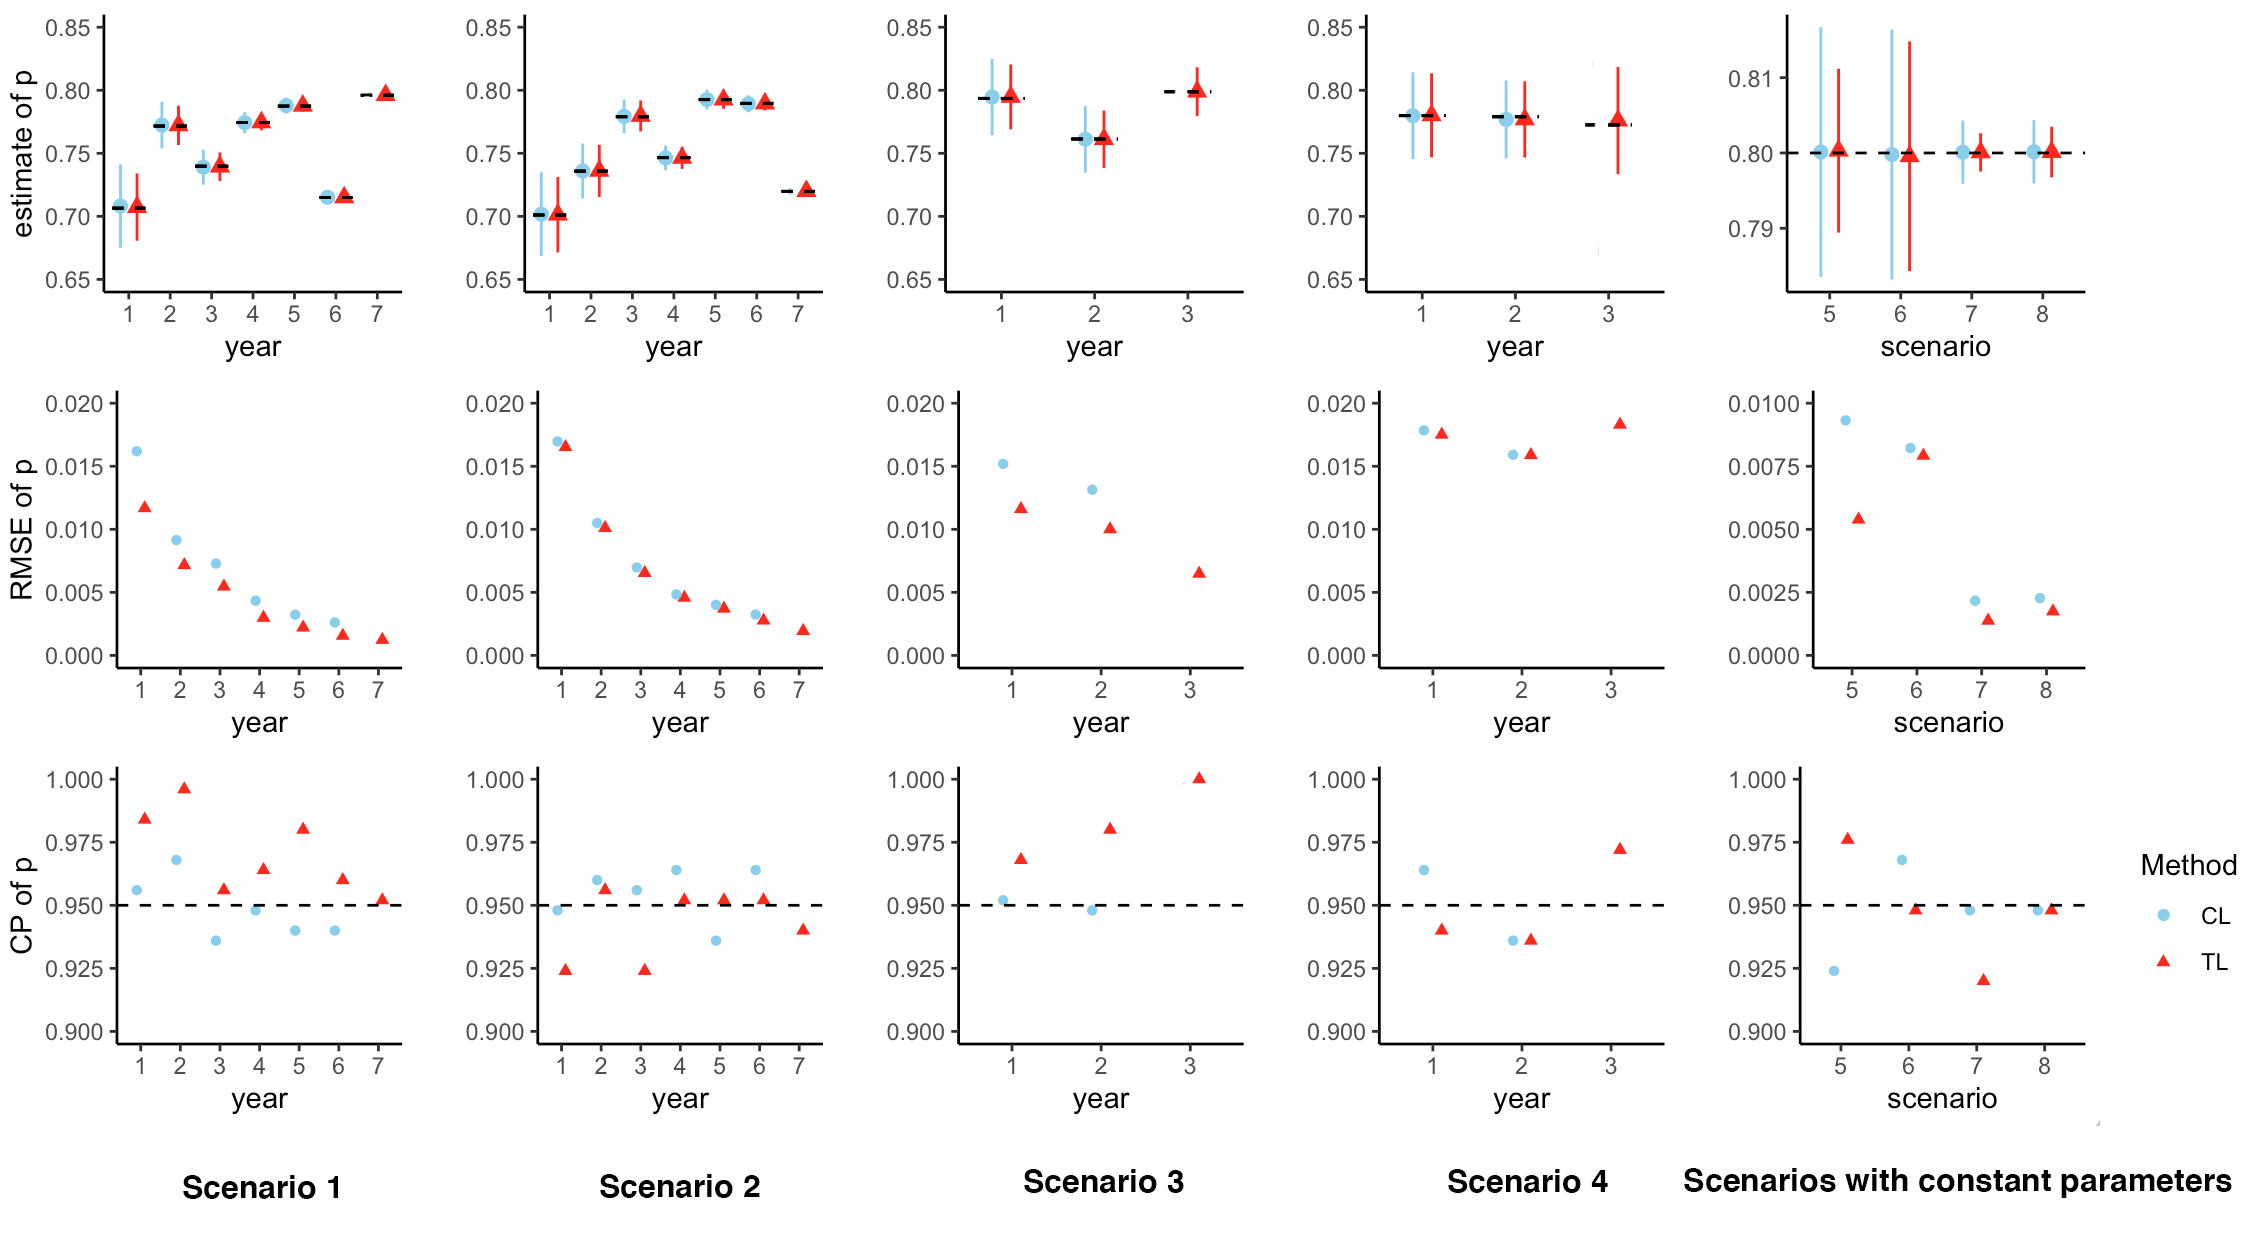 estimate of p
0.85
0.80
0.75
0.70
0.65
1 2 3 4 5 6 7
year
0.85
0.80
0.75
0.70
0.65
1 2 3 4 5 6 7
year
0.85
0.80
0.75
0.70
0.65
1 2 3
year
0.85
0.80
0.75
0.70
0.65
1 2 3
year
0.81
0.80
0.79
5 6 7 8
scenario
RMSE of p
0.020
0.015
0.010
0.005
0.000
1 2 3 4 5 6 7
year
0.020
0.015
0.010
0.005
0.000
1 2 3 4 5 6 7
year
0.020
0.015
0.010
0.005
0.000
1 2 3
year
0.020
0.015
0.010
0.005
0.000
1 2 3
year
0.0100
0.0075
0.0050
0.0025
0.0000
5 6 7 8
scenario
CP of p
1.000
0.975
0.950
0.925
0.900
1 2 3 4 5 6 7
year
1.000
0.975
0.950
0.925
0.900
1 2 3 4 5 6 7
year
1.000
0.975
0.950
0.925
0.900
1 2 3
year
1.000
0.975
0.950
0.925
0.900
1 2 3
year
1.000
0.975
0.950
0.925
0.900
5 6 7 8
scenario
Method
CL
TL
Scenario 1
Scenario 2
Scenario 3
Scenario 4
Scenarios with constant parameters